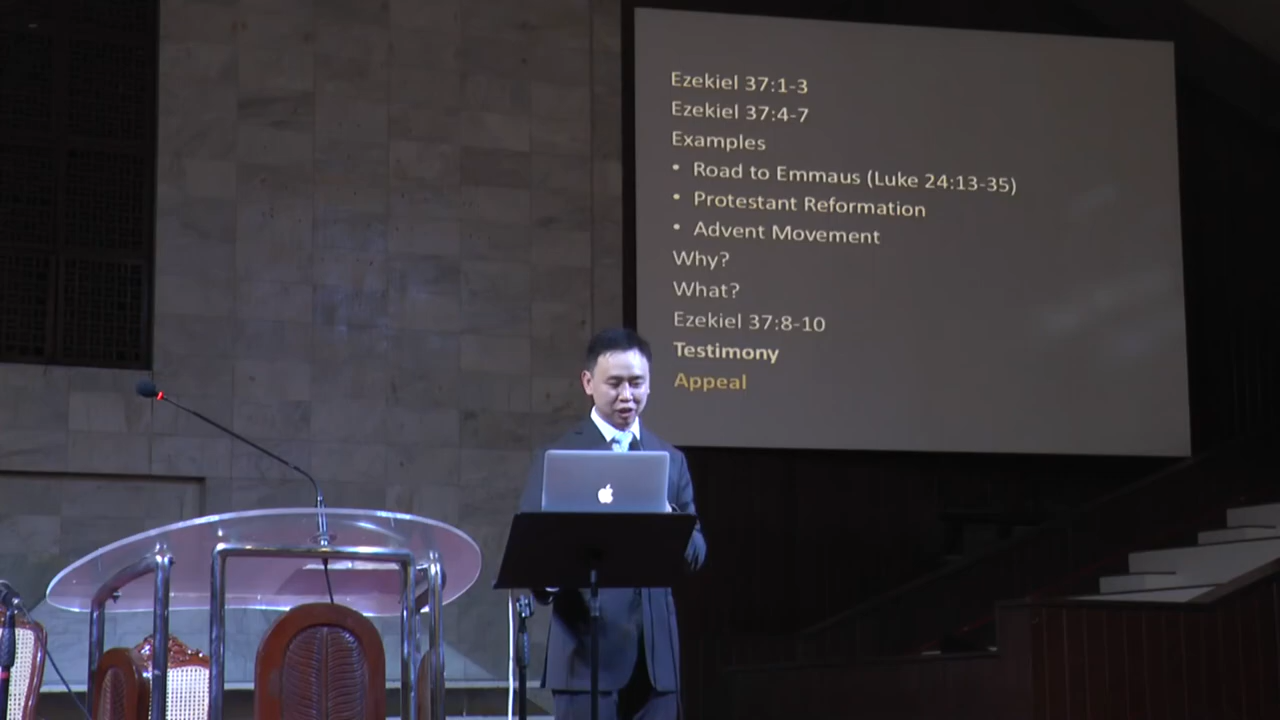 Ezekiel 37:1-3
Ezekiel 37:4-7
Examples
• Road to Emmaus (Luke 24:13-35)
• Protestant Reformation
• Advent Movement
Why?
What?
Ezekiel 37:8-10
Testimony
Appeal